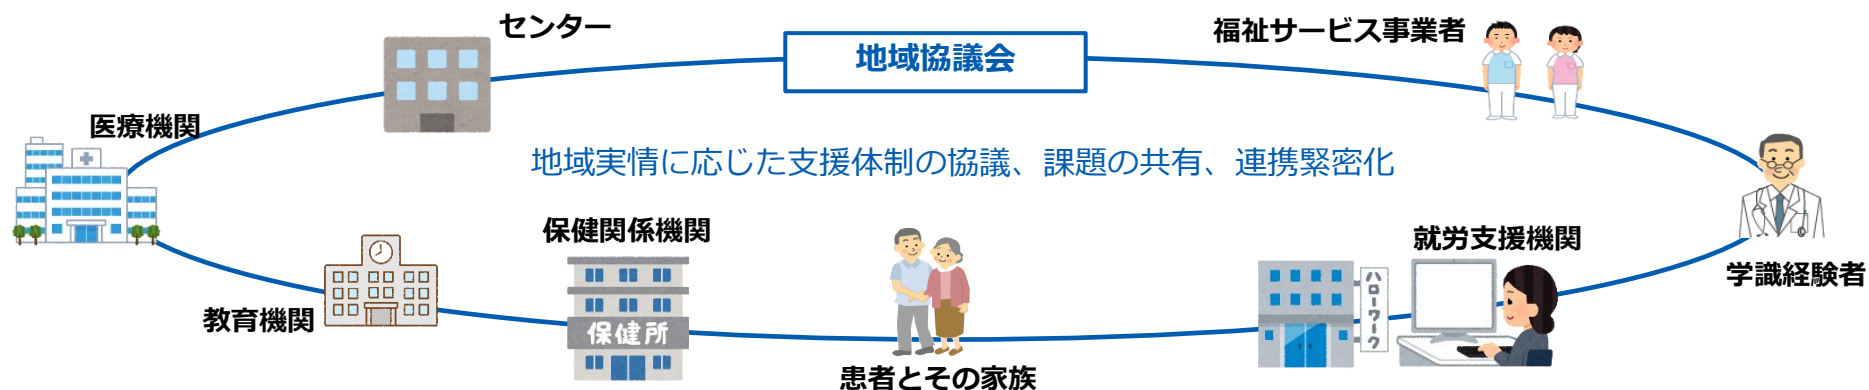 センター
地域協議会
福祉サービス事業者
医療機関
地域実情に応じた支援体制の協議、課題の共有、連携緊密化
保健関係機関
就労支援機関
学識経験者
教育機関
保健所
ハローワーク
患者とその家族